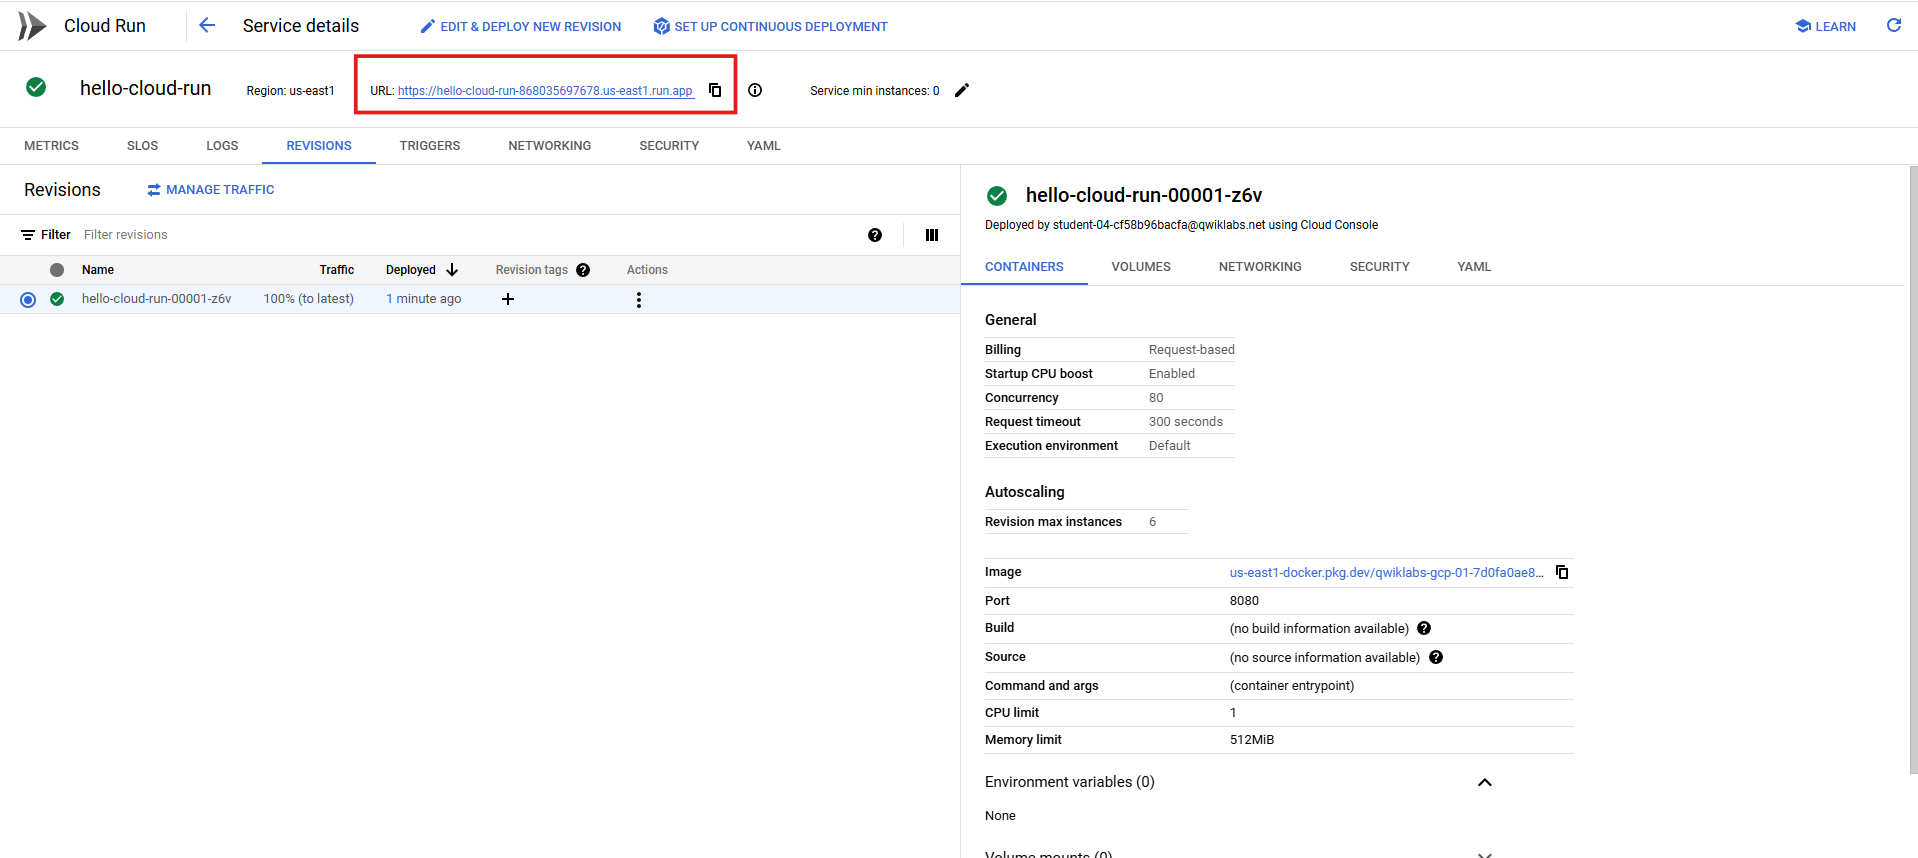 Cloud Run
Service details
EDIT & DEPLOY NEW REVISION
SET UP CONTINUOUS DEPLOYMENT
LEARN
hello-cloud-run
Region: us-east1
URL: https://hello-cloud-run-868035697678.us-east1.run.app
Service min instances: 0
METRICS SLOS LOGS REVISIONS TRIGGERS NETWORKING SECURITY YAML
Revisions
MANAGE TRAFFIC
Filter Filter revisions
Name Traffic Deployed Revision tags Actions
hello-cloud-run-00001-z6v 100% (to latest) 1 minute ago
hello-cloud-run-00001-z6v
Deployed by student-04-cf58b96bacfa@qwiklabs.net using Cloud Console
CONTAINERS VOLUMES NETWORKING SECURITY YAML
General
Billing Request-based
Startup CPU boost Enabled
Concurrency 80
Request timeout 300 seconds
Execution environment Default
Autoscaling
Revision max instances 6
Image us-east1-docker.pkg.dev/qwiklabs-gcp-01-7d0fa0ae8...
Port 8080
Build (no build information available)
Source (no source information available)
Command and args (container entrypoint)
CPU limit 1
Memory limit 512MiB
Environment variables (0)
None
Volume mounts (0)